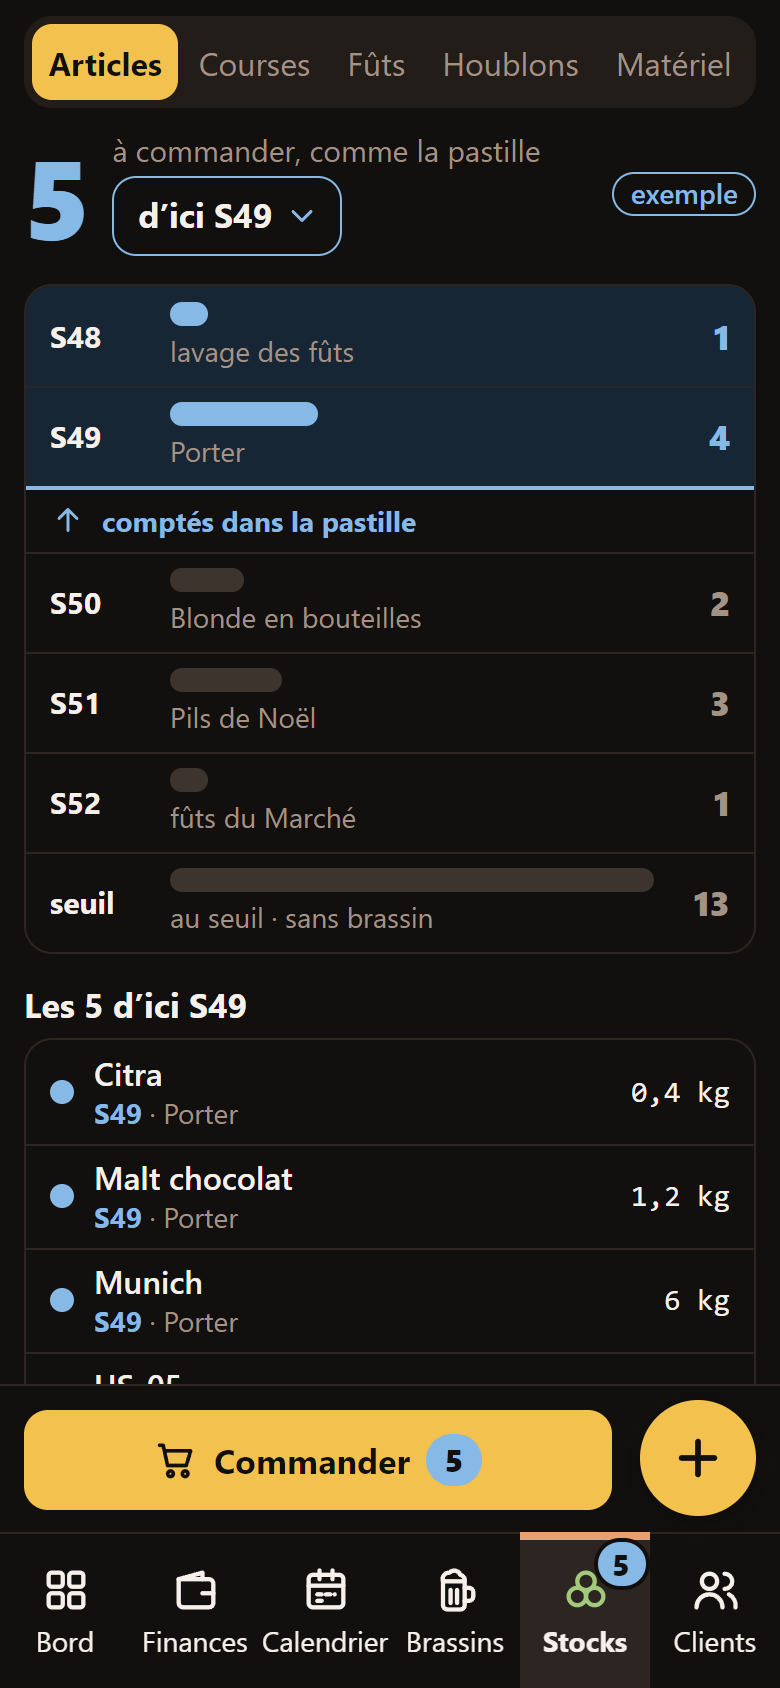 Articles Courses Fûts Houblons Matériel
5
à commander, comme la pastille
d’ici S49
exemple
S48
lavage des fûts
1
S49
Porter
4
↑ comptés dans la pastille
S50
Blonde en bouteilles
2
S51
Pils de Noël
3
S52
fûts du Marché
1
seuil
au seuil · sans brassin
13
Les 5 d’ici S49
Citra
S49 · Porter
0,4 kg
Malt chocolat
S49 · Porter
1,2 kg
Munich
S49 · Porter
6 kg
Commander 5
5
Bord Finances Calendrier Brassins Stocks Clients